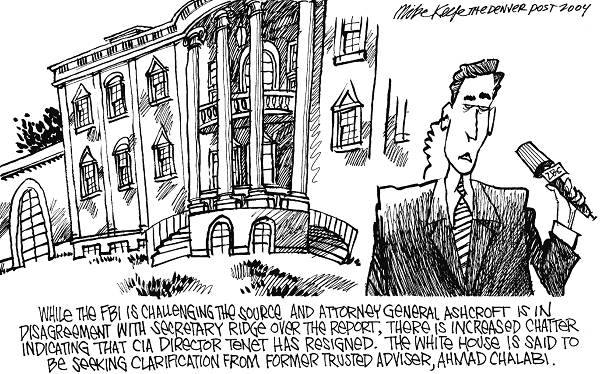 Mike Keefe THE DENVER POST 2004
WHILE THE FBI IS CHALLENGING THE SOURCE AND ATTORNEY GENERAL ASHCROFT IS IN
DISAGREEMENT WITH SECRETARY RIDGE OVER THE REPORT, THERE IS INCREASED CHATTER
INDICATING THAT CIA DIRECTOR TENET HAS RESIGNED. THE WHITE HOUSE IS SAID TO
BE SEEKING CLARIFICATION FROM FORMER TRUSTED ADVISER, AHMAD CHALABI.